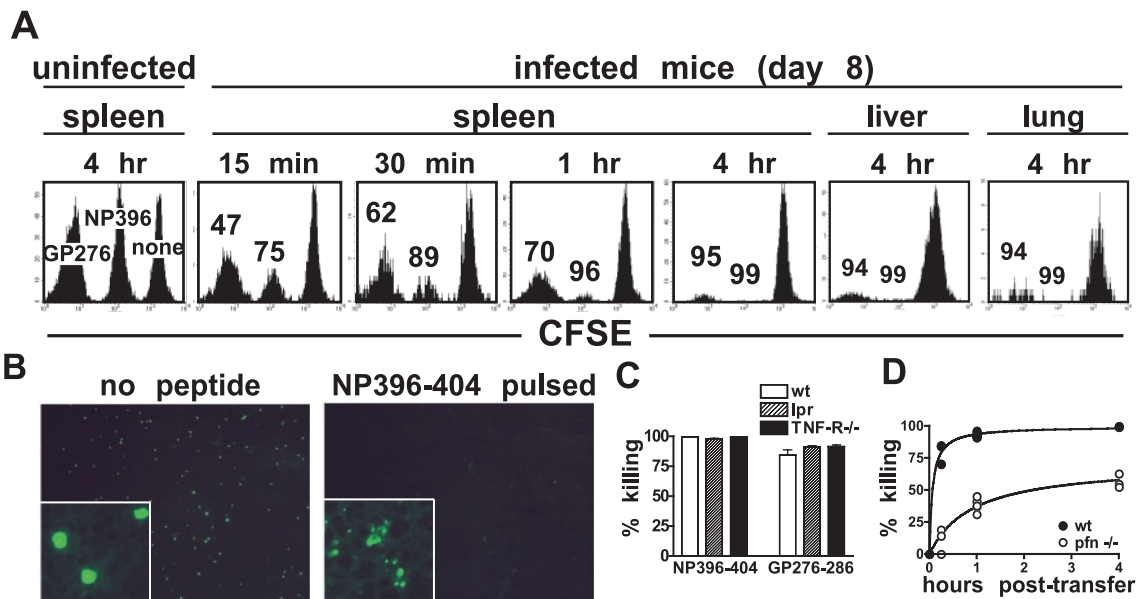 A
uninfected
infected mice (day 8)
spleen
spleen
liver
lung
4 hr
15 min
30 min
1 hr
4 hr
4 hr
4 hr
GP276
NP396
none
47
75
62
89
70
96
95
99
94
99
94
99
CFSE
B
no peptide
NP396-404 pulsed
C
wt
lpr
TNF-R-/-
% killing
100
75
50
25
0
NP396-404
GP276-286
D
% killing
100
75
50
25
0
wt
pfn -/-
0
1
2
3
4
hours post-transfer